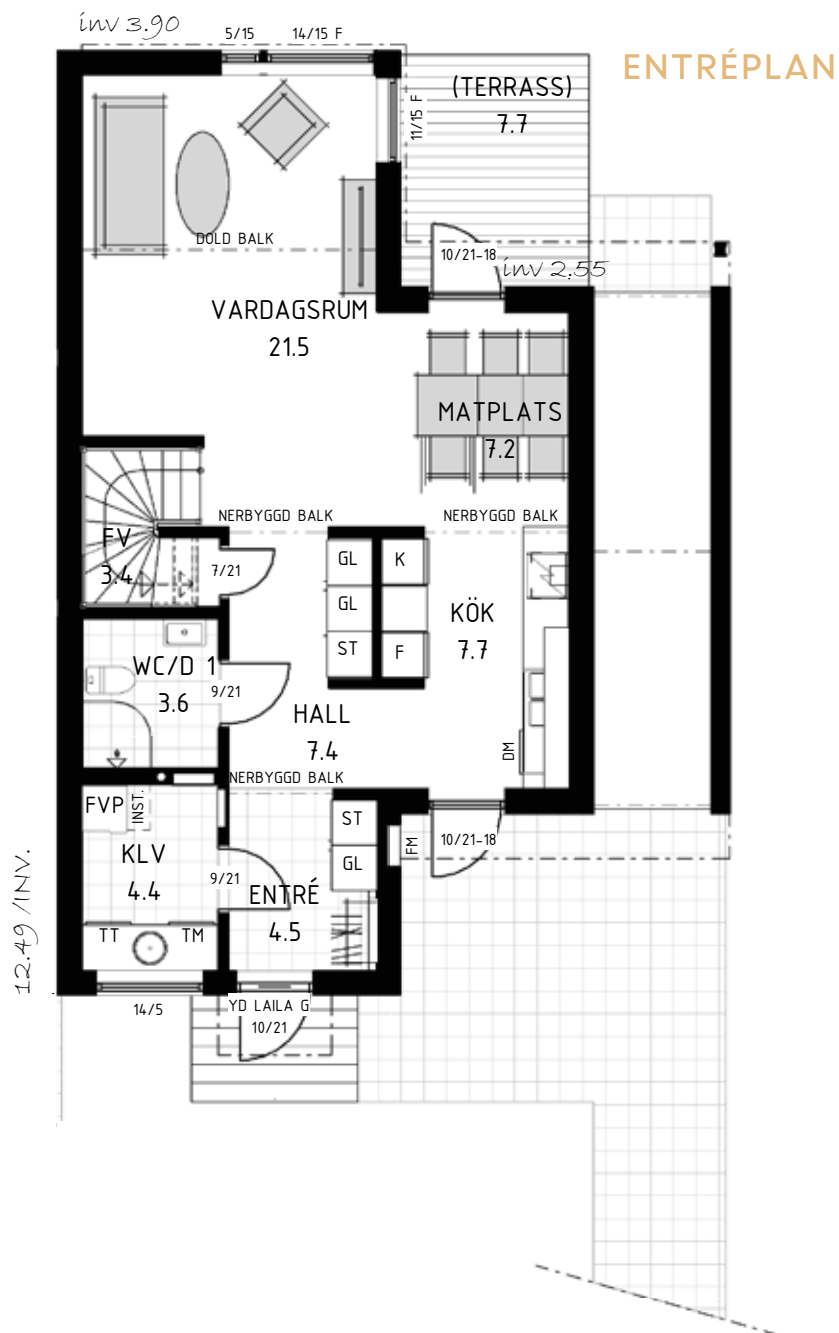 inv 3.90
5/15
14/15 F
ENTRÉPLAN
(TERRASS)
7.7
11/15 F
DOLD BALK
10/21-18
inv 2.55
VARDAGSRUM
21.5
MATPLATS
7.2
NERBYGGD BALK
NERBYGGD BALK
FV
3.4
7/21
GL
K
GL
ST
F
KÖK
7.7
WC/D 1
3.6
9/21
HALL
7.4
DM
NERBYGGD BALK
FVP
INST.
ST
GL
FM
10/21-18
KLV
4.4
9/21
ENTRÉ
4.5
12.49 /INV.
TT
TM
14/5
YD LAILA G
10/21